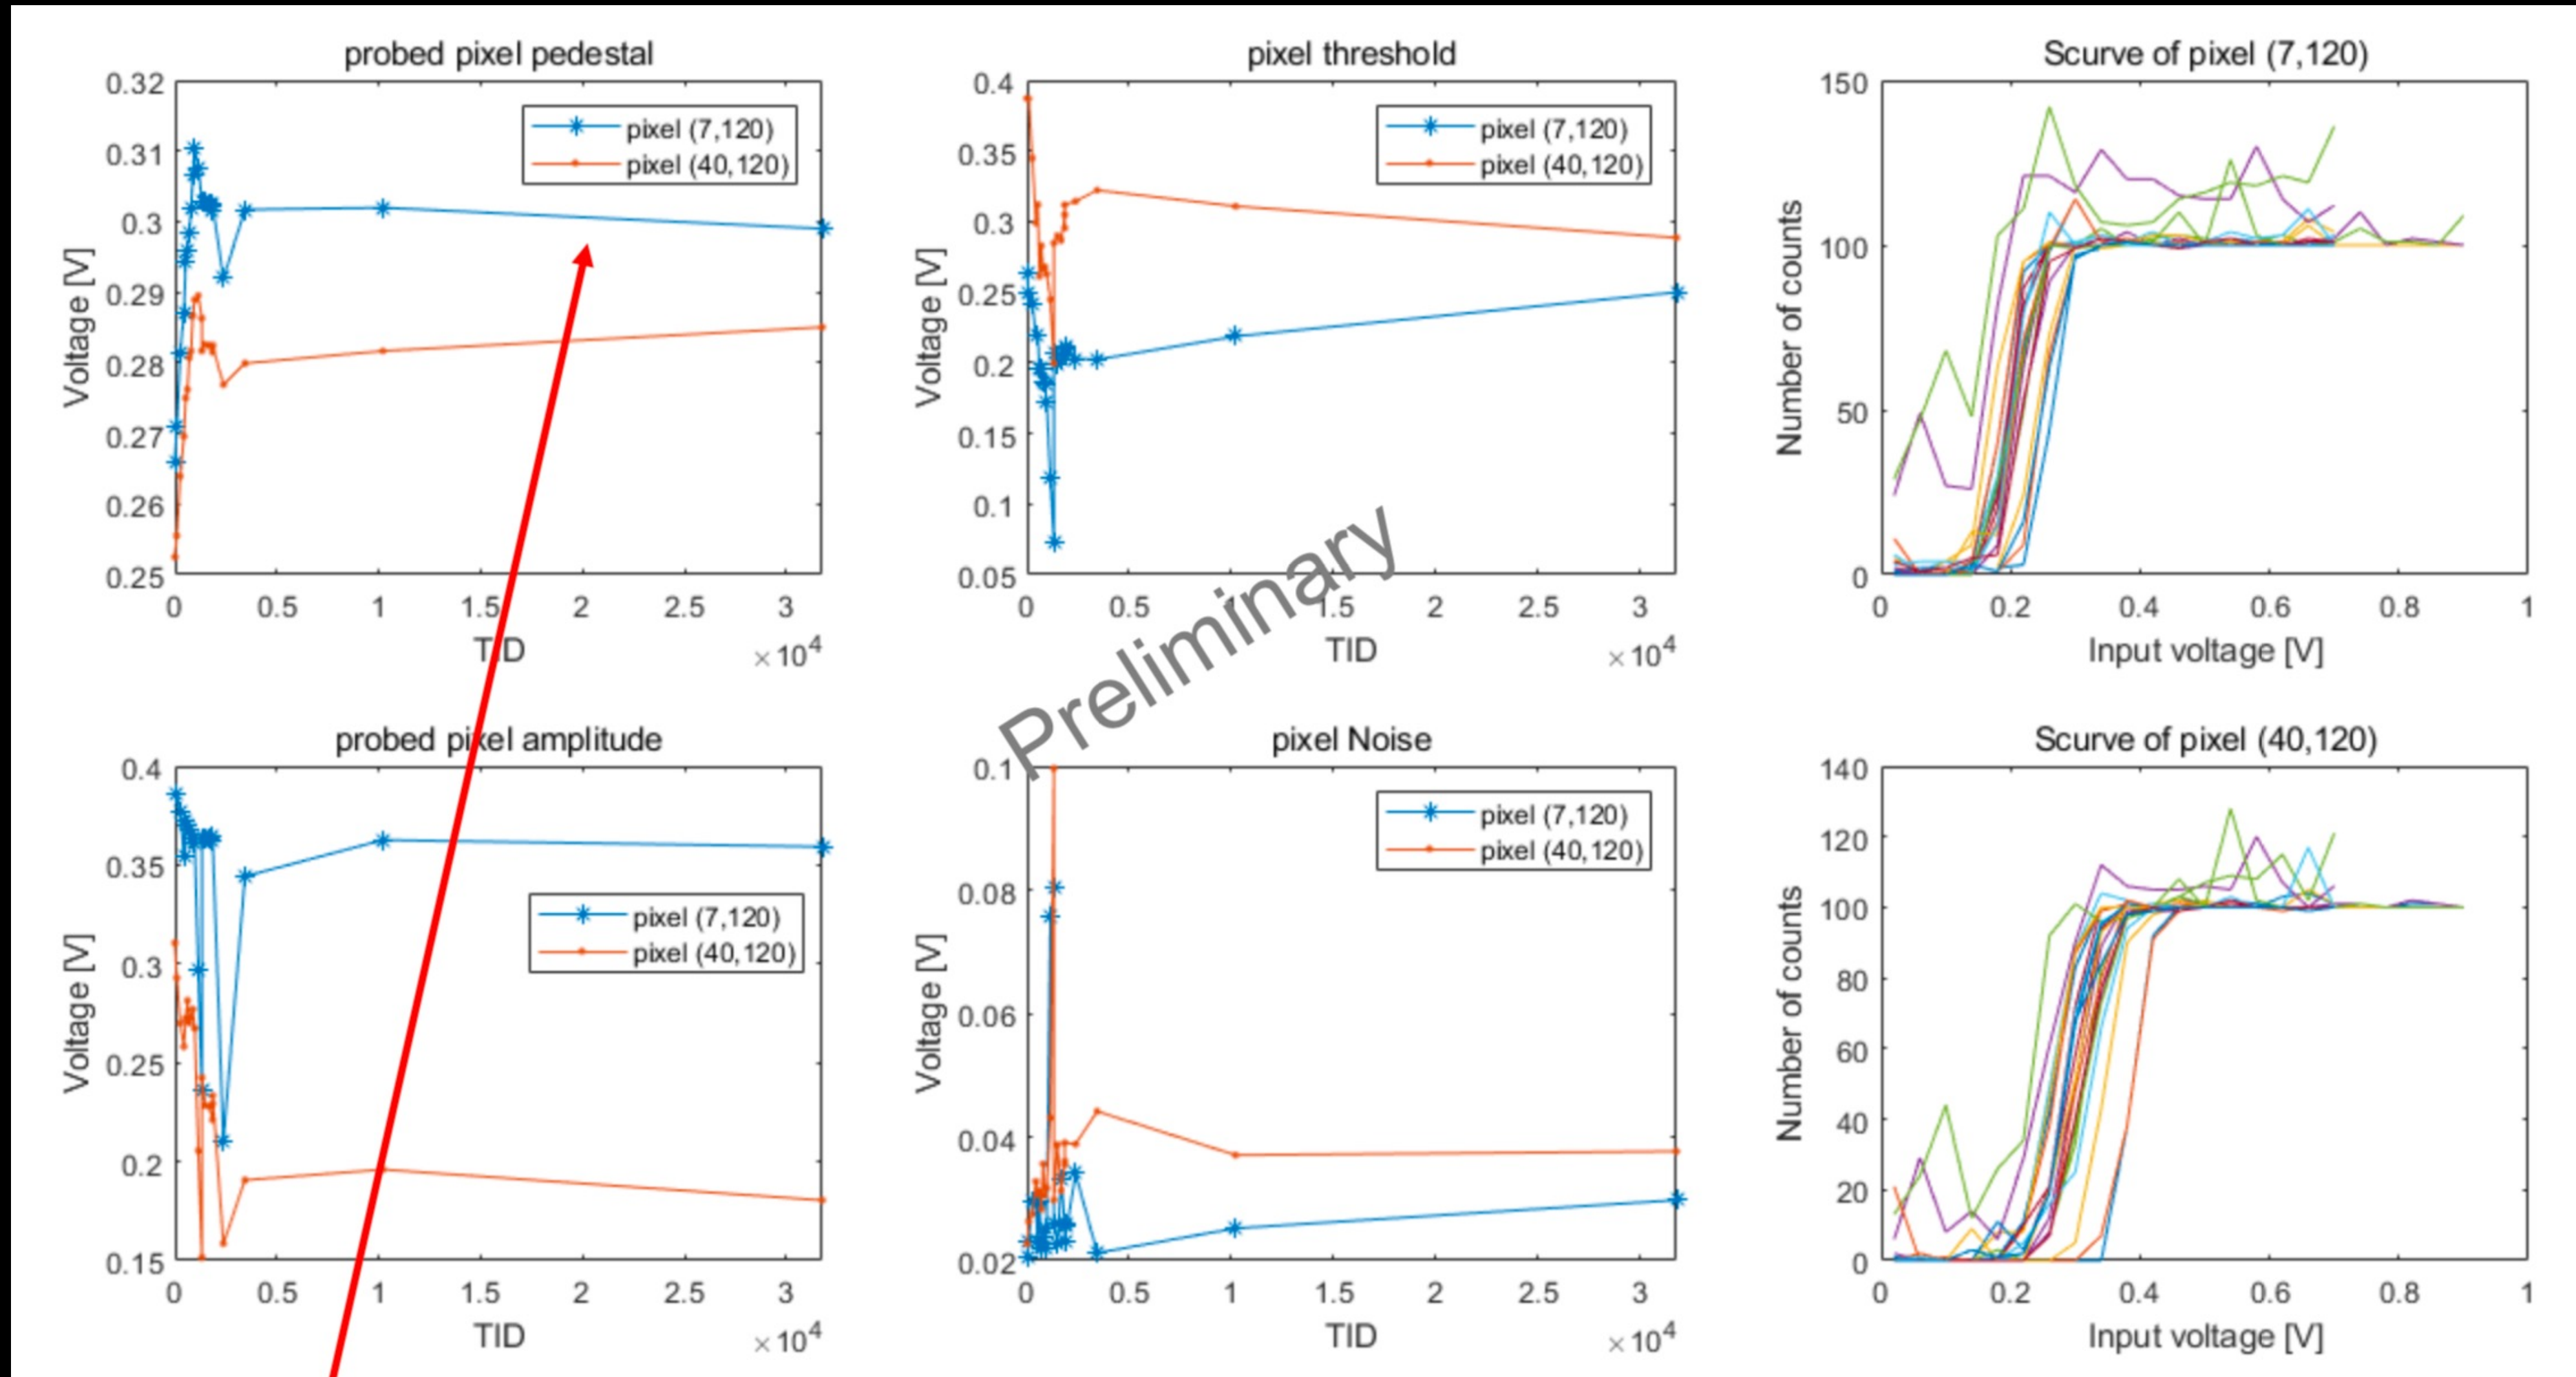 probed pixel pedestal
0.32
0.31
0.3
0.29
0.28
0.27
0.26
0.25
Voltage [V]
pixel (7,120)
pixel (40,120)
0 0.5 1 1.5 2 2.5 3
TID
×10⁴
pixel threshold
0.4
0.35
0.3
0.25
0.2
0.15
0.1
0.05
Voltage [V]
pixel (7,120)
pixel (40,120)
0 0.5 1 1.5 2 2.5 3
TID
×10⁴
Scurve of pixel (7,120)
150
100
50
0
Number of counts
0 0.2 0.4 0.6 0.8 1
Input voltage [V]
Preliminary
probed pixel amplitude
0.4
0.35
0.3
0.25
0.2
0.15
Voltage [V]
pixel (7,120)
pixel (40,120)
0 0.5 1 1.5 2 2.5 3
TID
×10⁴
pixel Noise
0.1
0.08
0.06
0.04
0.02
Voltage [V]
pixel (7,120)
pixel (40,120)
0 0.5 1 1.5 2 2.5 3
TID
×10⁴
Scurve of pixel (40,120)
140
120
100
80
60
40
20
0
Number of counts
0 0.2 0.4 0.6 0.8 1
Input voltage [V]